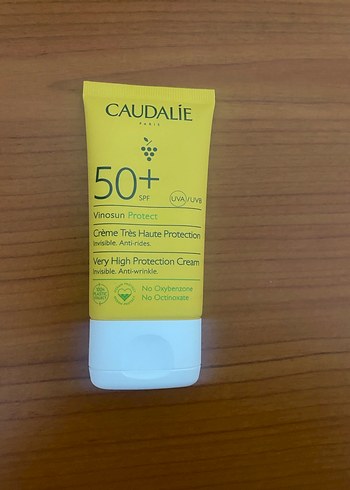 CAUDALÍE
PARIS
50+
SPF
UVA/UVB
Vinosun Protect
Crème Très Haute Protection
Invisible. Anti-rides.
Very High Protection Cream
Invisible. Anti-wrinkle.
No Oxybenzone
No Octinoxate